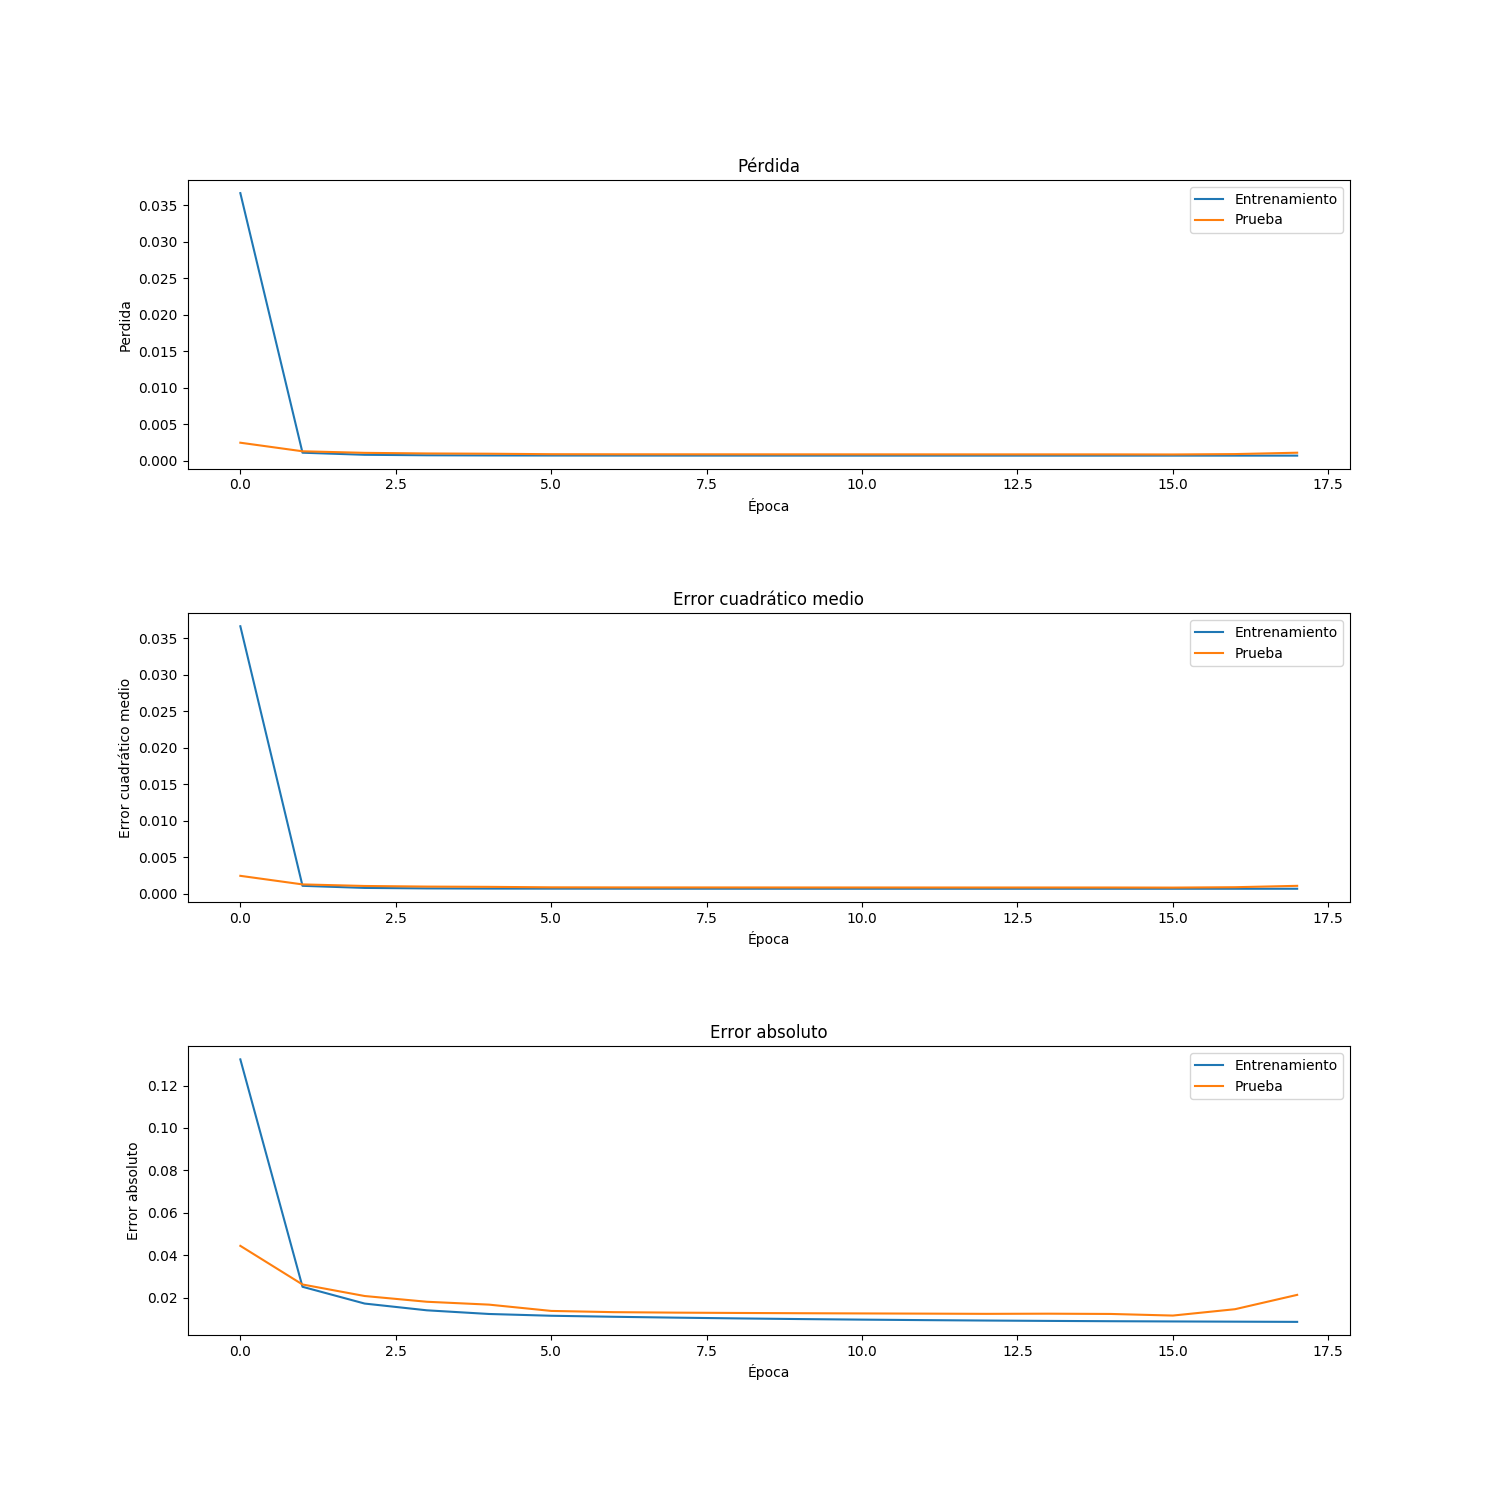 Pérdida
Perdida
0.035
0.030
0.025
0.020
0.015
0.010
0.005
0.000
Entrenamiento
Prueba
0.0 2.5 5.0 7.5 10.0 12.5 15.0 17.5
Época
Error cuadrático medio
Error cuadrático medio
0.035
0.030
0.025
0.020
0.015
0.010
0.005
0.000
Entrenamiento
Prueba
0.0 2.5 5.0 7.5 10.0 12.5 15.0 17.5
Época
Error absoluto
Error absoluto
0.12
0.10
0.08
0.06
0.04
0.02
Entrenamiento
Prueba
0.0 2.5 5.0 7.5 10.0 12.5 15.0 17.5
Época